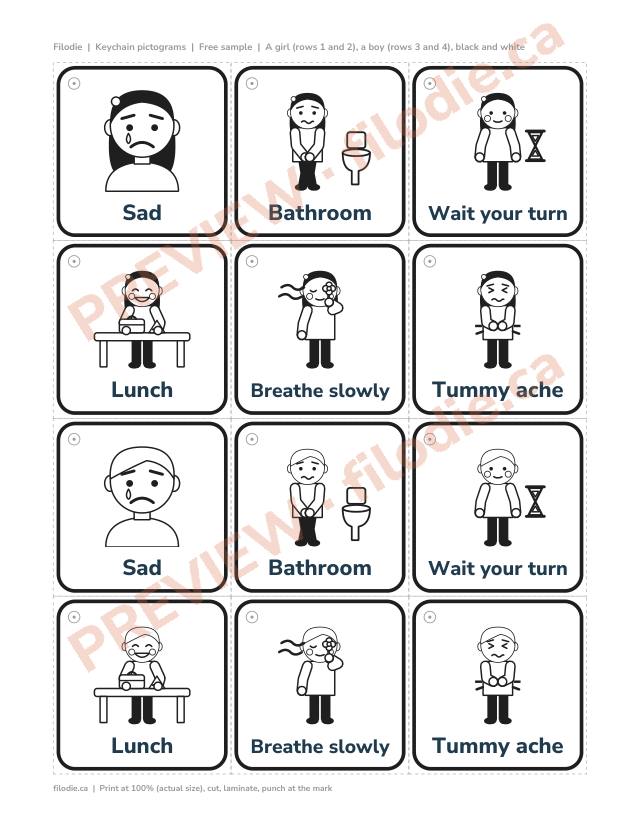 Filodie | Keychain pictograms | Free sample | A girl (rows 1 and 2), a boy (rows 3 and 4), black and white
Sad
Bathroom
Wait your turn
PREVIEW · filodie.ca
Lunch
Breathe slowly
Tummy ache
Sad
Bathroom
Wait your turn
PREVIEW · filodie.ca
Lunch
Breathe slowly
Tummy ache
filodie.ca | Print at 100% (actual size), cut, laminate, punch at the mark